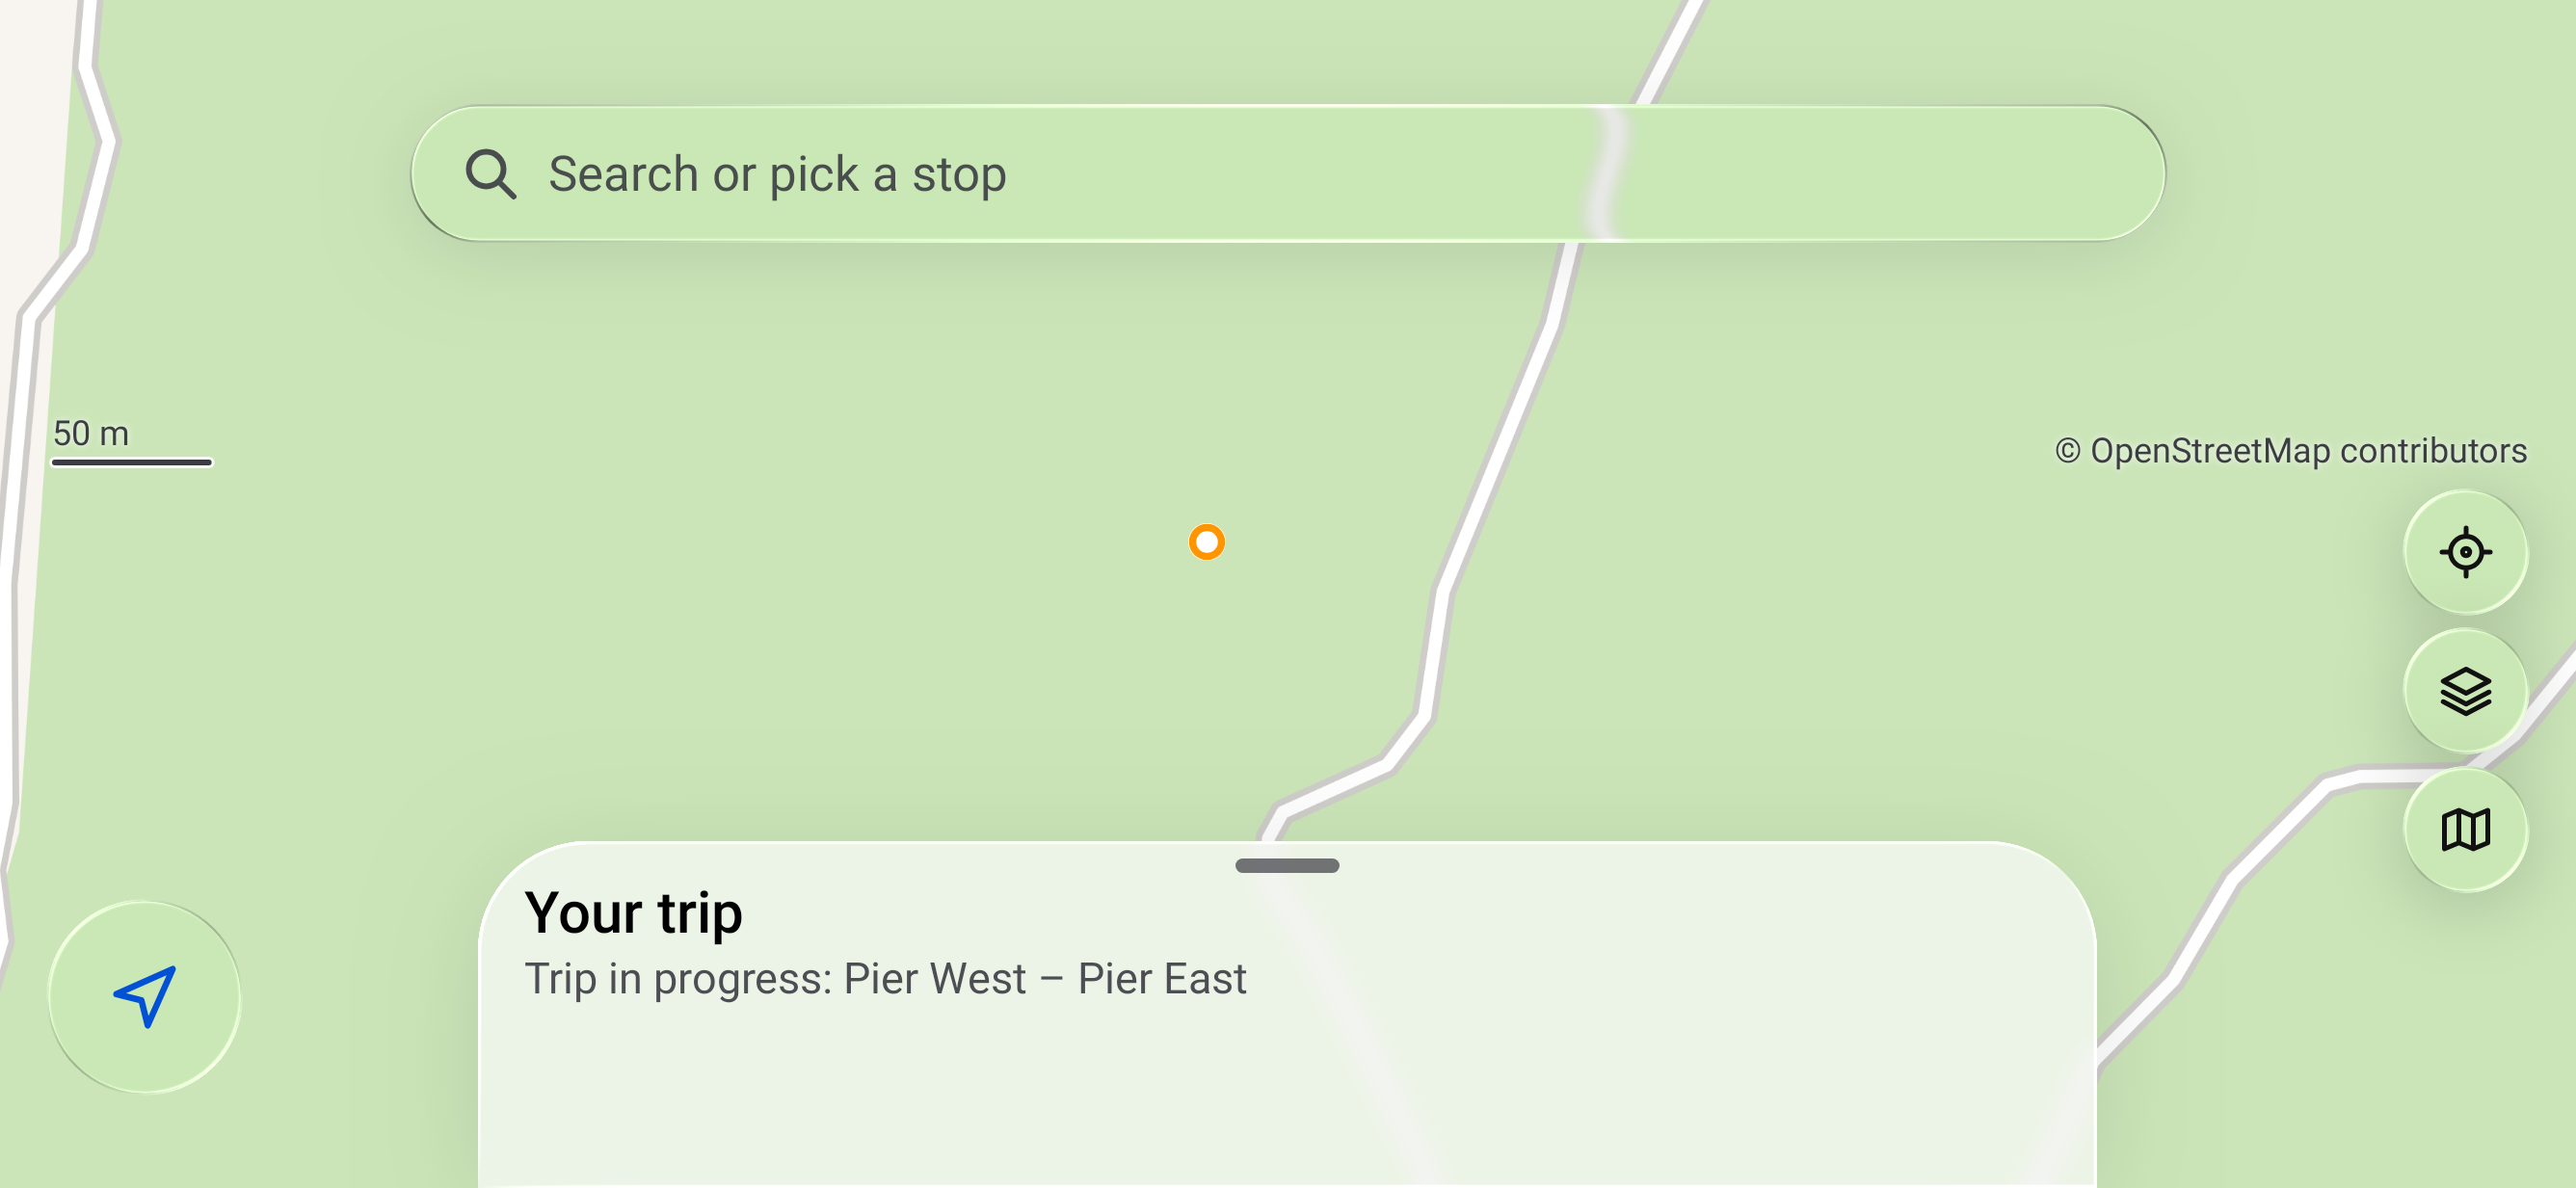 Search or pick a stop
50 m
© OpenStreetMap contributors
Your trip
Trip in progress: Pier West – Pier East